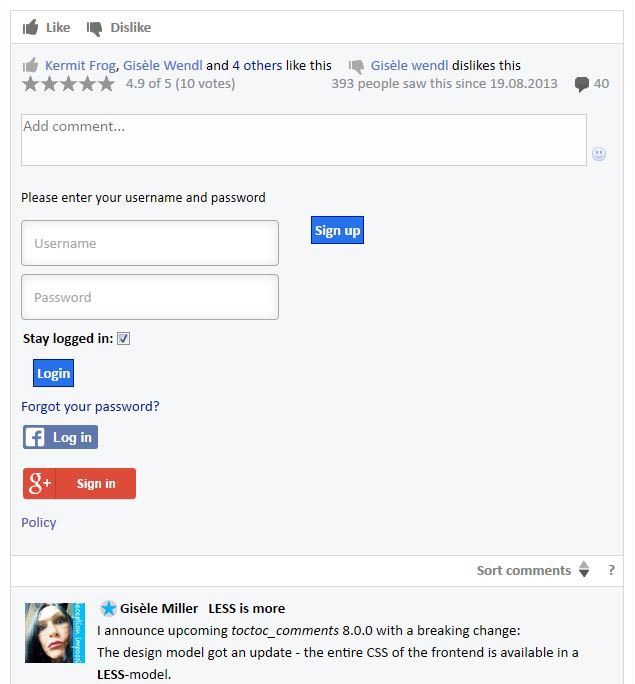 Like Dislike
Kermit Frog, Gisèle Wendl and 4 others like this Gisèle wendl dislikes this
4.9 of 5 (10 votes) 393 people saw this since 19.08.2013 40
Add comment...
Please enter your username and password
Username
Sign up
Password
Stay logged in:
Login
Forgot your password?
f Log in
g+ Sign in
Policy
Sort comments ?
Gisèle Miller LESS is more
I announce upcoming toctoc_comments 8.0.0 with a breaking change:
The design model got an update - the entire CSS of the frontend is available in a
LESS-model.